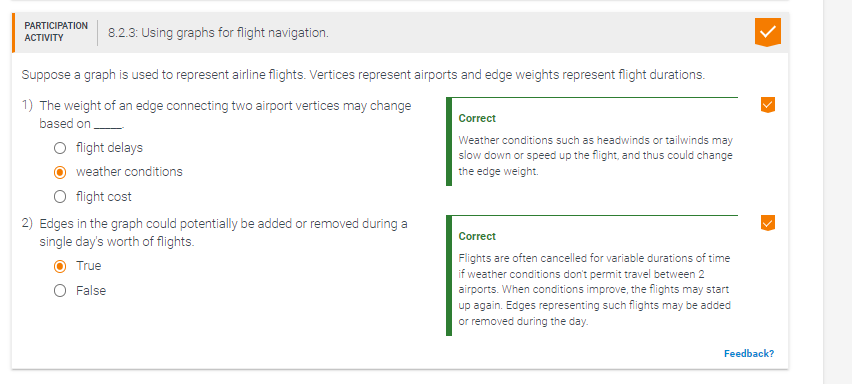 PARTICIPATION
ACTIVITY
8.2.3: Using graphs for flight navigation.
Suppose a graph is used to represent airline flights. Vertices represent airports and edge weights represent flight durations.
1) The weight of an edge connecting two airport vertices may change
based on _____.
flight delays
weather conditions
flight cost
Correct
Weather conditions such as headwinds or tailwinds may
slow down or speed up the flight, and thus could change
the edge weight.
2) Edges in the graph could potentially be added or removed during a
single day's worth of flights.
True
False
Correct
Flights are often cancelled for variable durations of time
if weather conditions don't permit travel between 2
airports. When conditions improve, the flights may start
up again. Edges representing such flights may be added
or removed during the day.
Feedback?